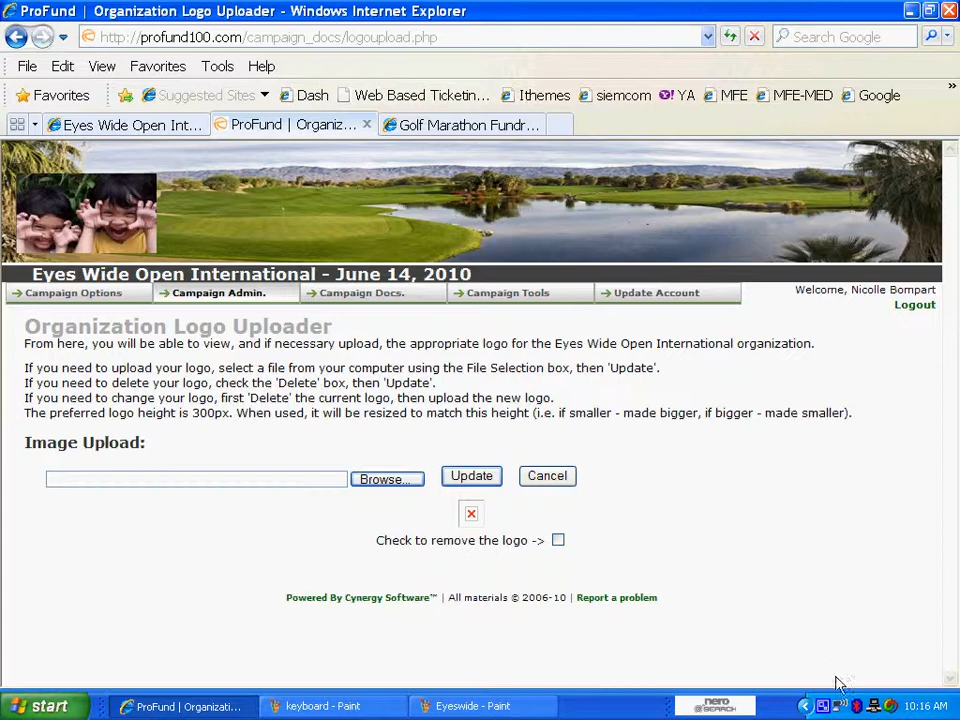 ProFund | Organization Logo Uploader - Windows Internet Explorer
http://profund100.com/campaign_docs/logoupload.php
Search Google
File Edit View Favorites Tools Help
Favorites Suggested Sites Dash Web Based Ticketin... Ithemes siemcom YA MFE MFE-MED Google »
Eyes Wide Open Int... ProFund | Organiz... Golf Marathon Fundr...
Eyes Wide Open International - June 14, 2010
Campaign Options Campaign Admin. Campaign Docs. Campaign Tools Update Account
Welcome, Nicolle Bompart
Logout
Organization Logo Uploader
From here, you will be able to view, and if necessary upload, the appropriate logo for the Eyes Wide Open International organization.
If you need to upload your logo, select a file from your computer using the File Selection box, then 'Update'.
If you need to delete your logo, check the 'Delete' box, then 'Update'.
If you need to change your logo, first 'Delete' the current logo, then upload the new logo.
The preferred logo height is 300px. When used, it will be resized to match this height (i.e. if smaller - made bigger, if bigger - made smaller).
Image Upload:
Browse... Update Cancel
Check to remove the logo ->
Powered By Cynergy Software™ | All materials © 2006-10 | Report a problem
start ProFund | Organizati... keyboard - Paint Eyeswide - Paint nero SEARCH 10:16 AM